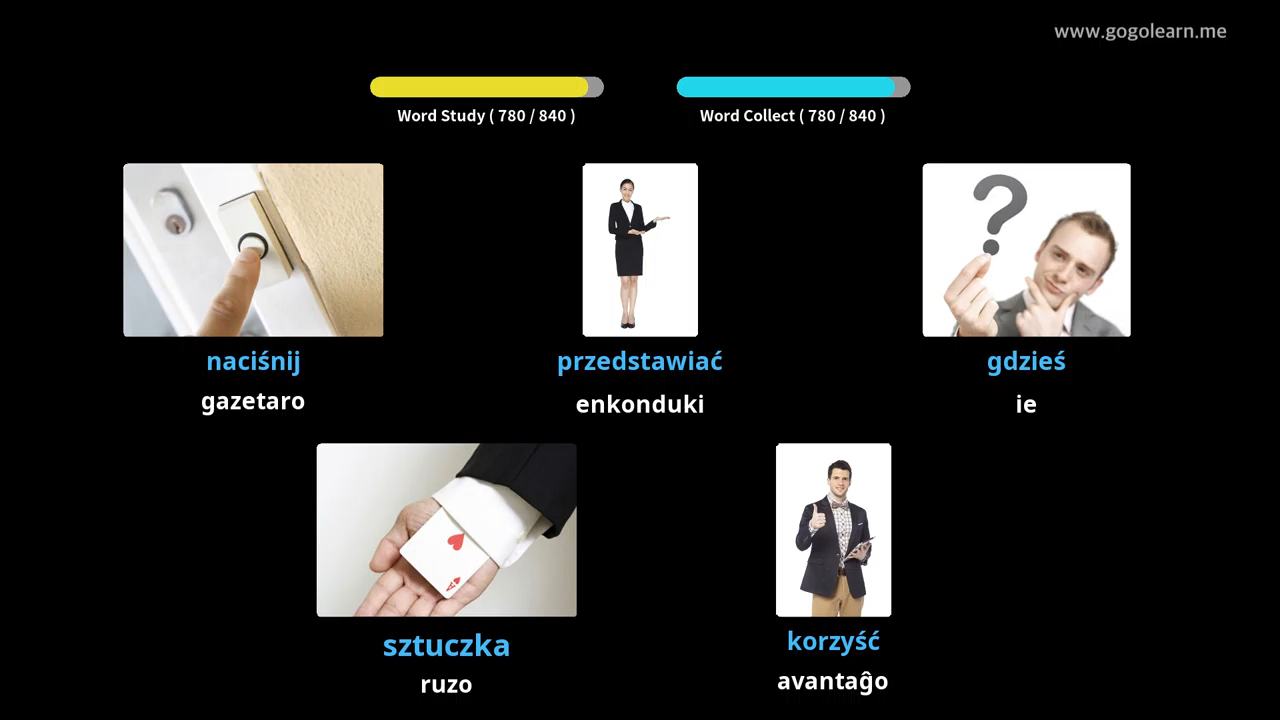 www.gogolearn.me
Word Study ( 780 / 840 )
Word Collect ( 780 / 840 )
naciśnij
gazetaro
przedstawiać
enkonduki
gdzieś
ie
sztuczka
ruzo
korzyść
avantaĝo